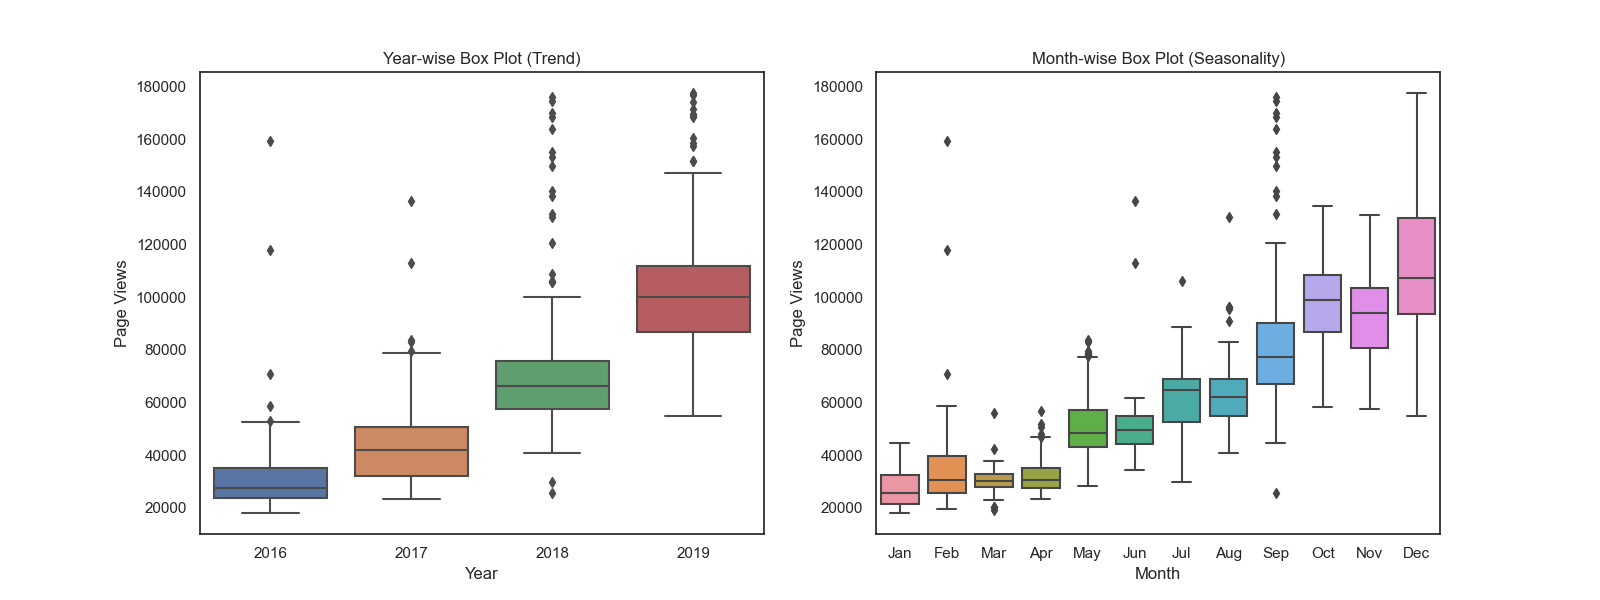 Year-wise Box Plot (Trend)
Page Views
180000
160000
140000
120000
100000
80000
60000
40000
20000
2016 2017 2018 2019
Year
Month-wise Box Plot (Seasonality)
Page Views
180000
160000
140000
120000
100000
80000
60000
40000
20000
Jan Feb Mar Apr May Jun Jul Aug Sep Oct Nov Dec
Month